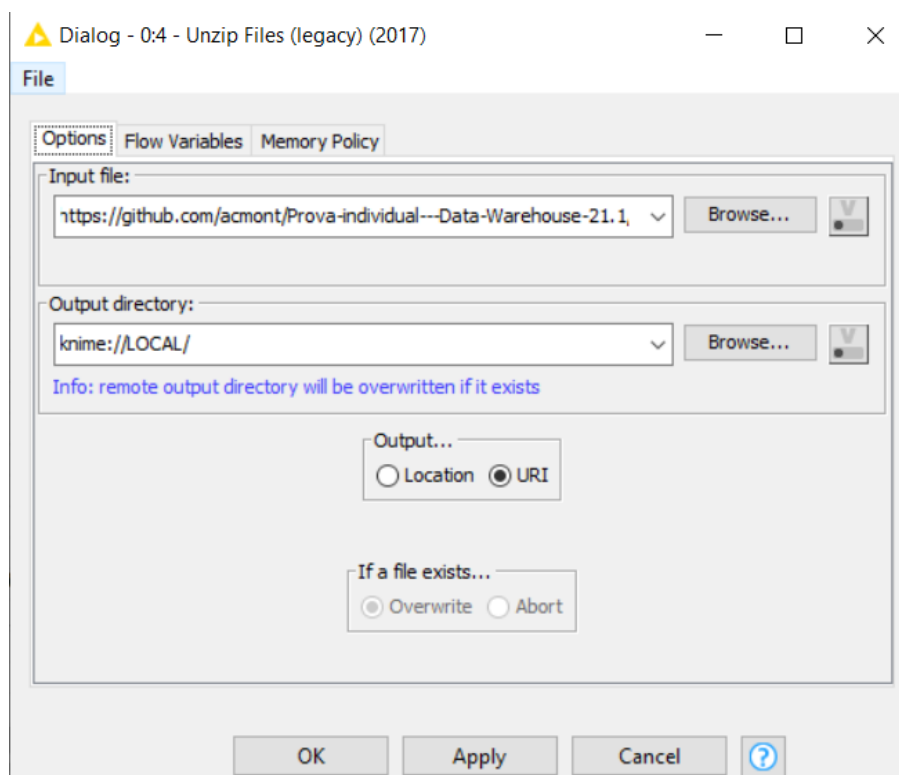 Dialog - 0:4 - Unzip Files (legacy) (2017)
File
Options Flow Variables Memory Policy
Input file:
https://github.com/acmont/Prova-individual---Data-Warehouse-21.1, Browse... V
Output directory:
knime://LOCAL/ Browse... V
Info: remote output directory will be overwritten if it exists
Output...
Location URI
If a file exists...
Overwrite Abort
OK Apply Cancel ?